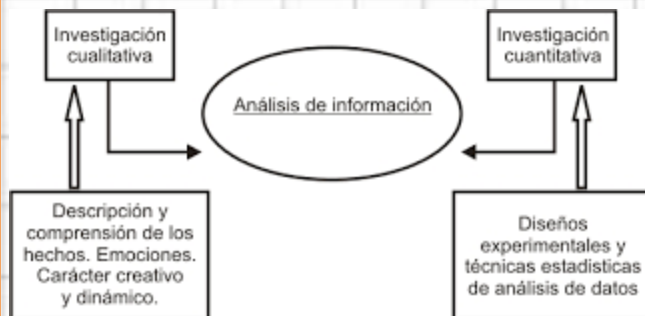 Investigación
cualitativa
Investigación
cuantitativa
Análisis de información
Descripción y
comprensión de los
hechos. Emociones.
Carácter creativo
y dinámico.
Diseños
experimentales y
técnicas estadisticas
de análisis de datos